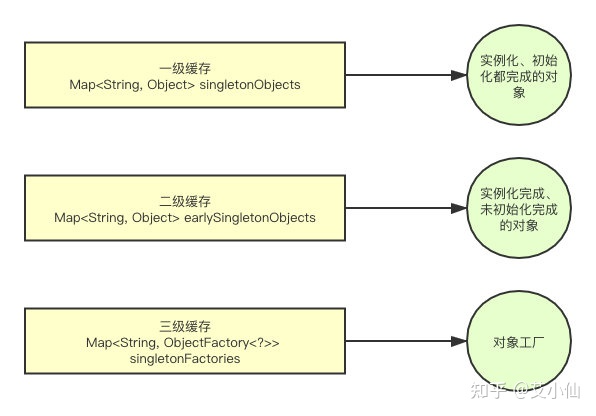 一级缓存
Map<String, Object> singletonObjects
实例化、初始
化都完成的对
象
二级缓存
Map<String, Object> earlySingletonObjects
实例化完成、
未初始化完成
的对象
三级缓存
Map<String, ObjectFactory<?>>
singletonFactories
对象工厂
知乎 @艾小仙